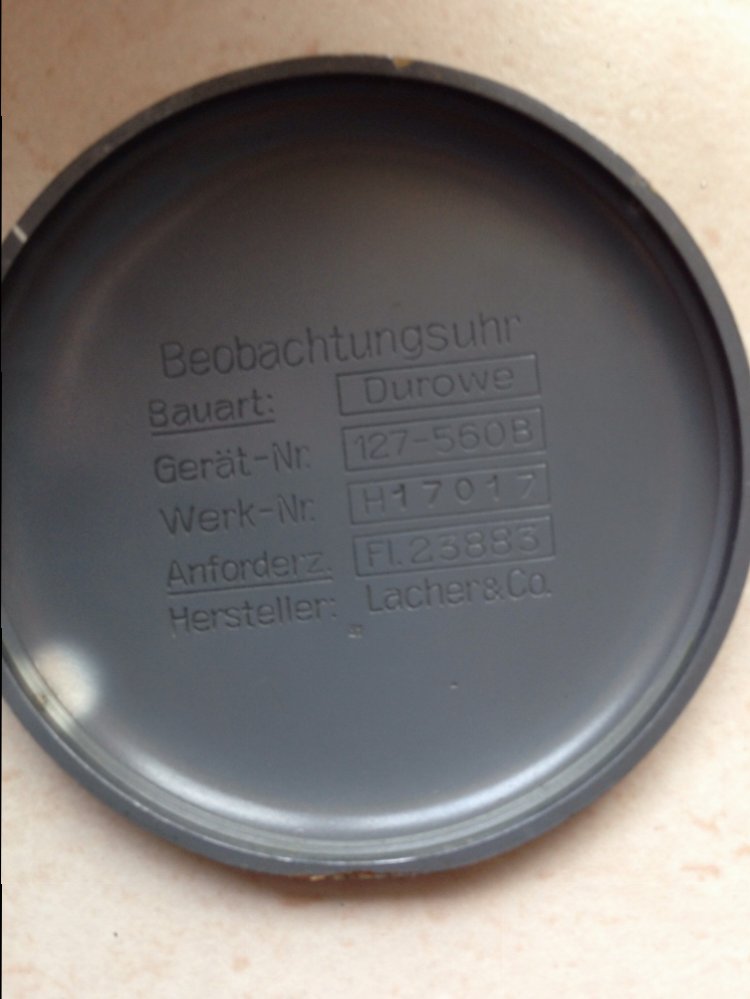 Beobachtungsuhr
Bauart: Durowe
Gerät-Nr. 127-560B
Werk-Nr. H17017
Anforderz. Fl.23883
Hersteller: Lacher&Co.